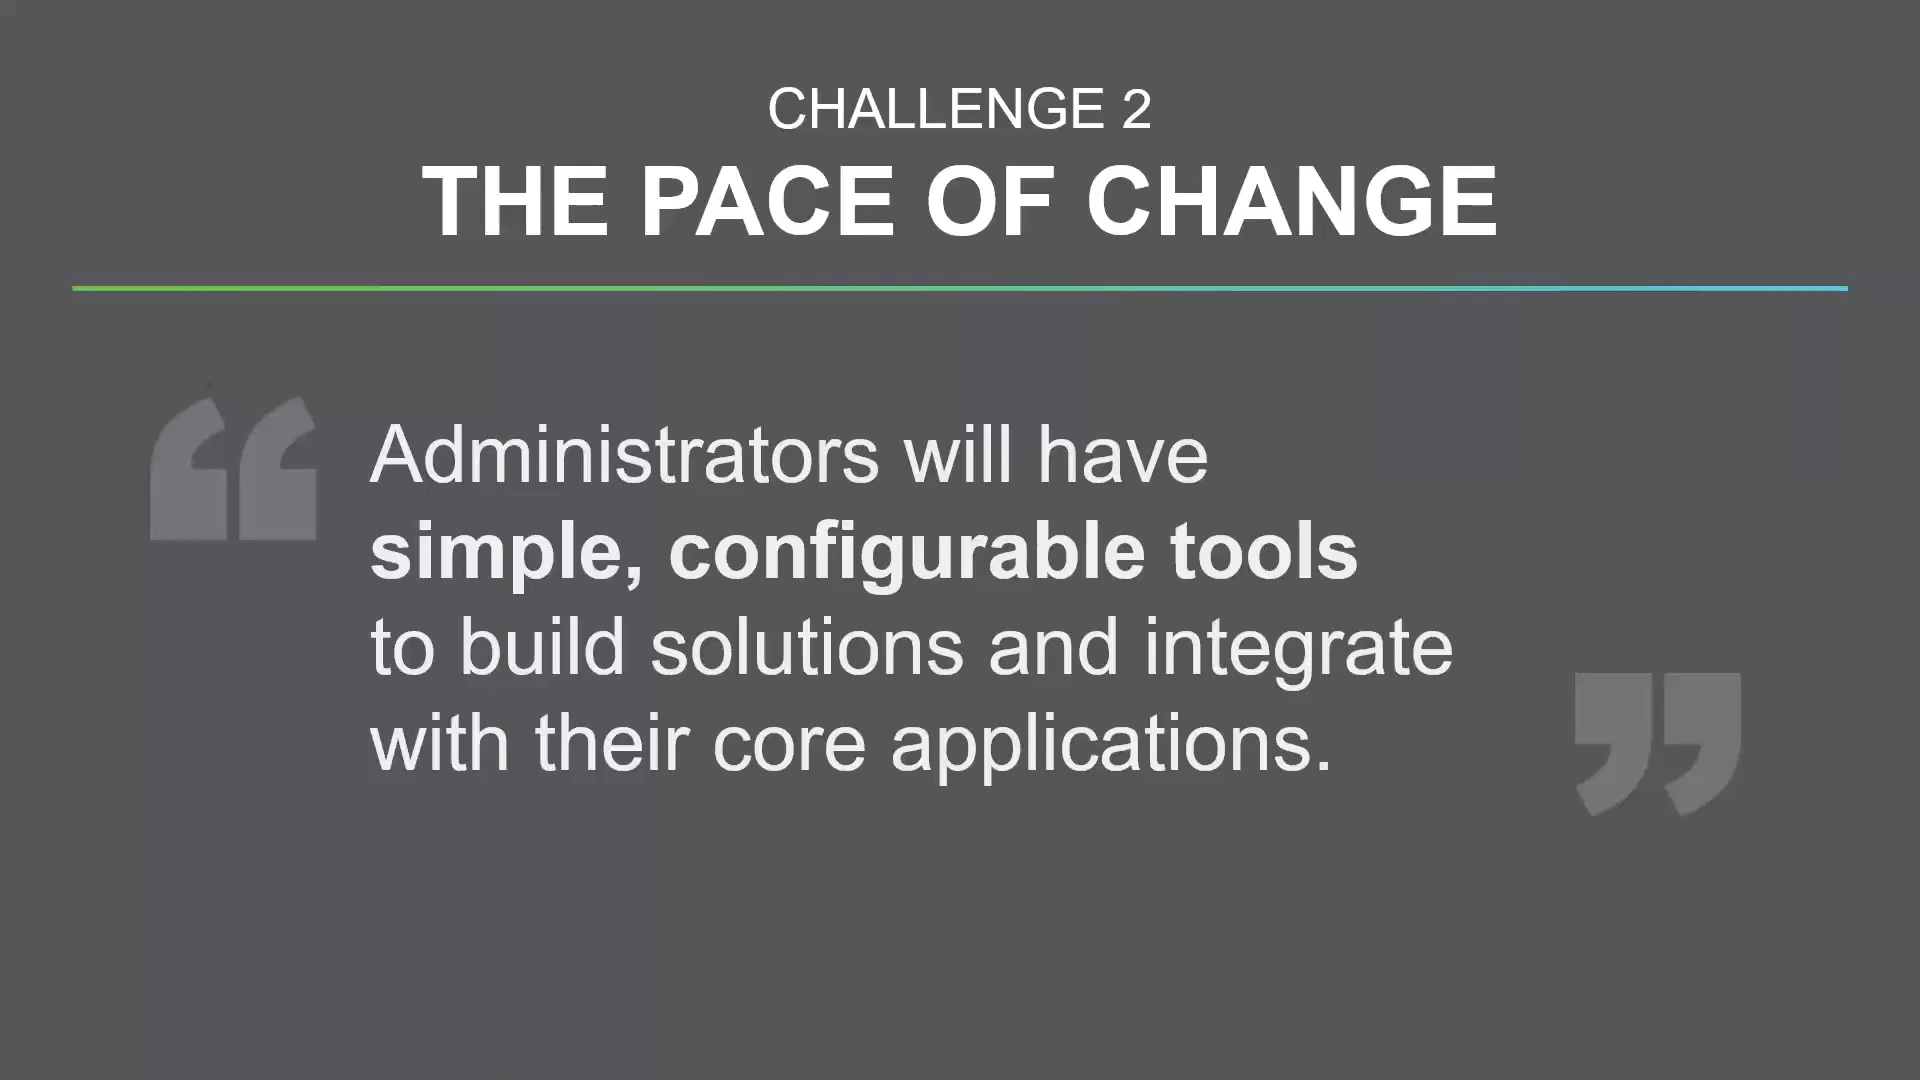 CHALLENGE 2
THE PACE OF CHANGE
“ Administrators will have
simple, configurable tools
to build solutions and integrate
with their core applications. ”